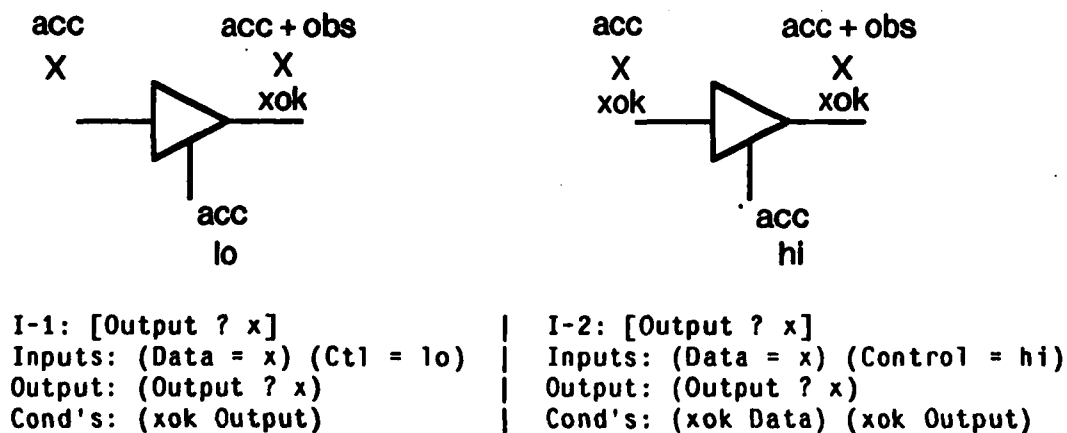 acc acc + obs
X X
xok
acc
lo
acc acc + obs
X X
xok xok
acc
hi
I-1: [Output ? x] | I-2: [Output ? x]
Inputs: (Data = x) (Ctl = lo) | Inputs: (Data = x) (Control = hi)
Output: (Output ? x) | Output: (Output ? x)
Cond's: (xok Output) | Cond's: (xok Data) (xok Output)